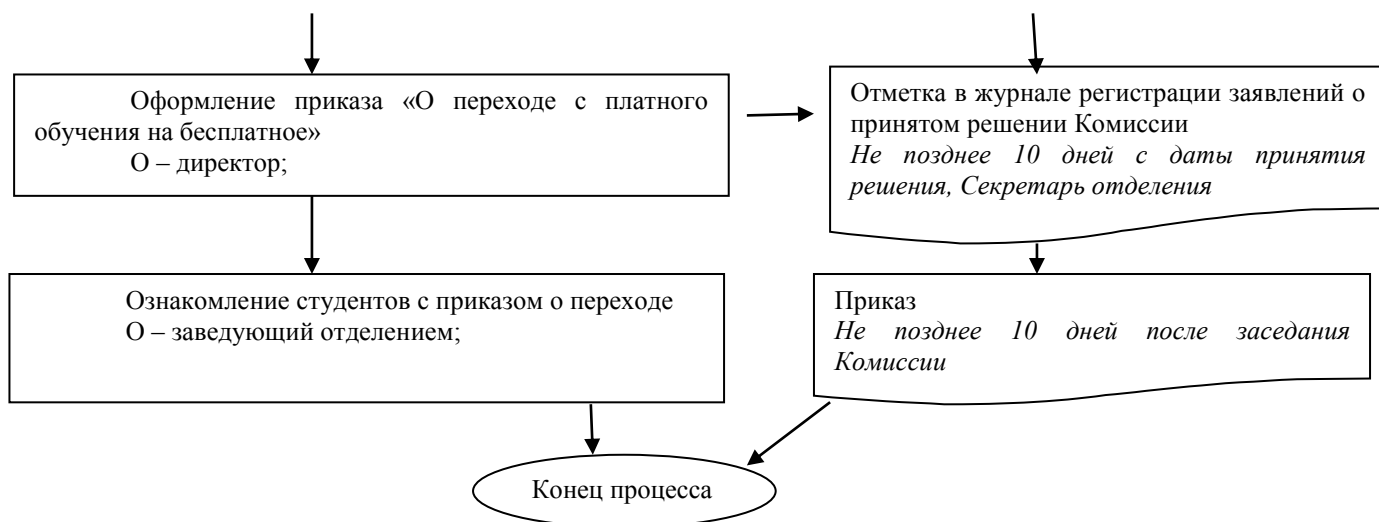 Оформление приказа «О переходе с платного
обучения на бесплатное»
О – директор;
Отметка в журнале регистрации заявлений о
принятом решении Комиссии
Не позднее 10 дней с даты принятия
решения, Секретарь отделения
Ознакомление студентов с приказом о переходе
О – заведующий отделением;
Приказ
Не позднее 10 дней после заседания
Комиссии
Конец процесса